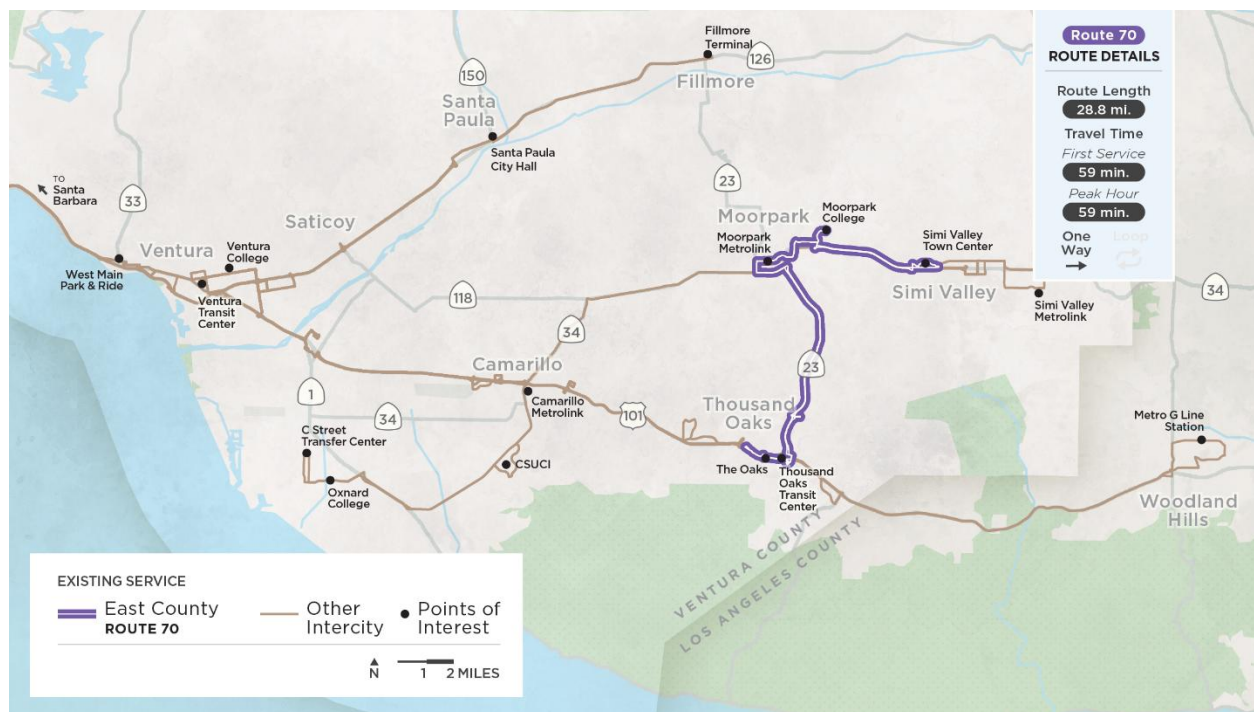 Route 70
ROUTE DETAILS
Route Length
28.8 mi.
Travel Time
First Service
59 min.
Peak Hour
59 min.
One
Way
Loop
Fillmore
Terminal
126
Fillmore
150
Santa
Paula
Santa Paula
City Hall
TO
Santa
Barbara
33
Ventura
Saticoy
Ventura
College
West Main
Park & Ride
Ventura
Transit
Center
118
23
Moorpark
Moorpark
College
Moorpark
Metrolink
Simi Valley
Town Center
Simi Valley
Simi Valley
Metrolink
34
34
Camarillo
Camarillo
Metrolink
1
34
101
23
Thousand
Oaks
C Street
Transfer Center
Oxnard
College
CSUCI
The Oaks
Thousand
Oaks
Transit
Center
Metro G Line
Station
Woodland
Hills
VENTURA COUNTY
LOS ANGELES COUNTY
EXISTING SERVICE
East County
ROUTE 70
Other
Intercity
Points of
Interest
N
1 2 MILES